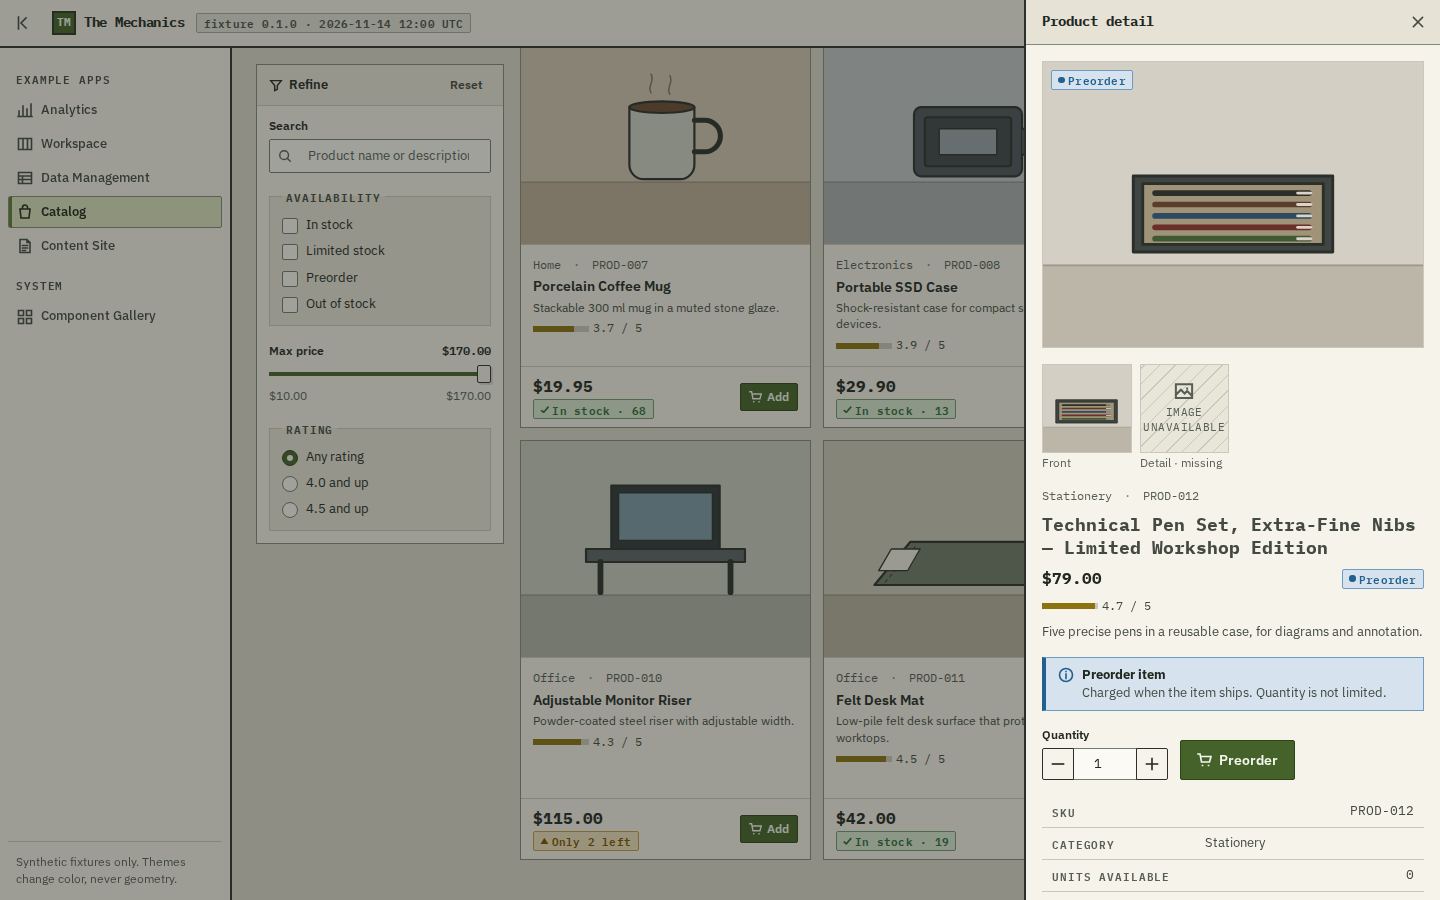 TM The Mechanics fixture 0.1.0 · 2026-11-14 12:00 UTC
EXAMPLE APPS
Analytics
Workspace
Data Management
Catalog
Content Site
SYSTEM
Component Gallery
Synthetic fixtures only. Themes
change color, never geometry.
Refine Reset
Search
Product name or description
AVAILABILITY
In stock
Limited stock
Preorder
Out of stock
Max price $170.00
$10.00 $170.00
RATING
Any rating
4.0 and up
4.5 and up
Home · PROD-007
Porcelain Coffee Mug
Stackable 300 ml mug in a muted stone glaze.
3.7 / 5
$19.95
In stock · 68
Add
Electronics · PROD-008
Portable SSD Case
Shock-resistant case for compact s
devices.
3.9 / 5
$29.90
In stock · 13
Office · PROD-010
Adjustable Monitor Riser
Powder-coated steel riser with adjustable width.
4.3 / 5
$115.00
Only 2 left
Add
Office · PROD-011
Felt Desk Mat
Low-pile felt desk surface that prot
worktops.
4.5 / 5
$42.00
In stock · 19
Product detail
Preorder
IMAGE
UNAVAILABLE
Front
Detail · missing
Stationery · PROD-012
Technical Pen Set, Extra-Fine Nibs
— Limited Workshop Edition
$79.00
Preorder
4.7 / 5
Five precise pens in a reusable case, for diagrams and annotation.
Preorder item
Charged when the item ships. Quantity is not limited.
Quantity
1
Preorder
SKU PROD-012
CATEGORY Stationery
UNITS AVAILABLE 0